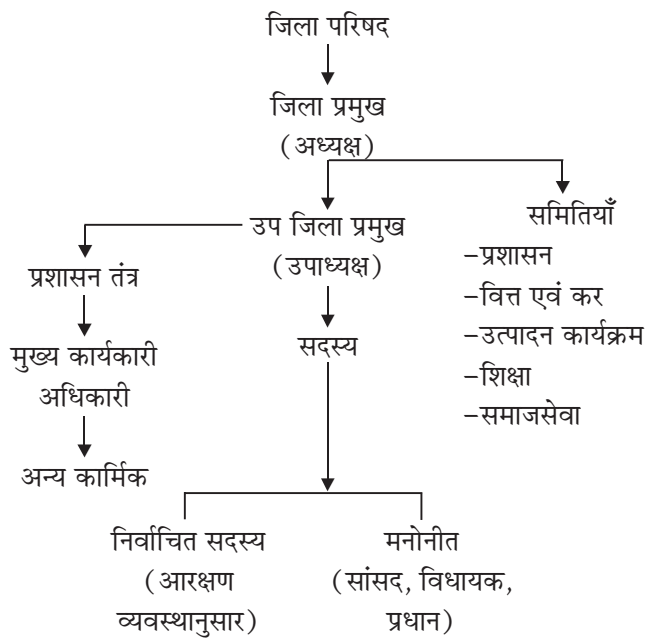 जिला परिषद
जिला प्रमुख
(अध्यक्ष)
उप जिला प्रमुख
(उपाध्यक्ष)
समितियाँ
–प्रशासन
–वित्त एवं कर
–उत्पादन कार्यक्रम
–शिक्षा
–समाजसेवा
प्रशासन तंत्र
मुख्य कार्यकारी
अधिकारी
अन्य कार्मिक
सदस्य
निर्वाचित सदस्य
(आरक्षण
व्यवस्थानुसार)
मनोनीत
(सांसद, विधायक,
प्रधान)